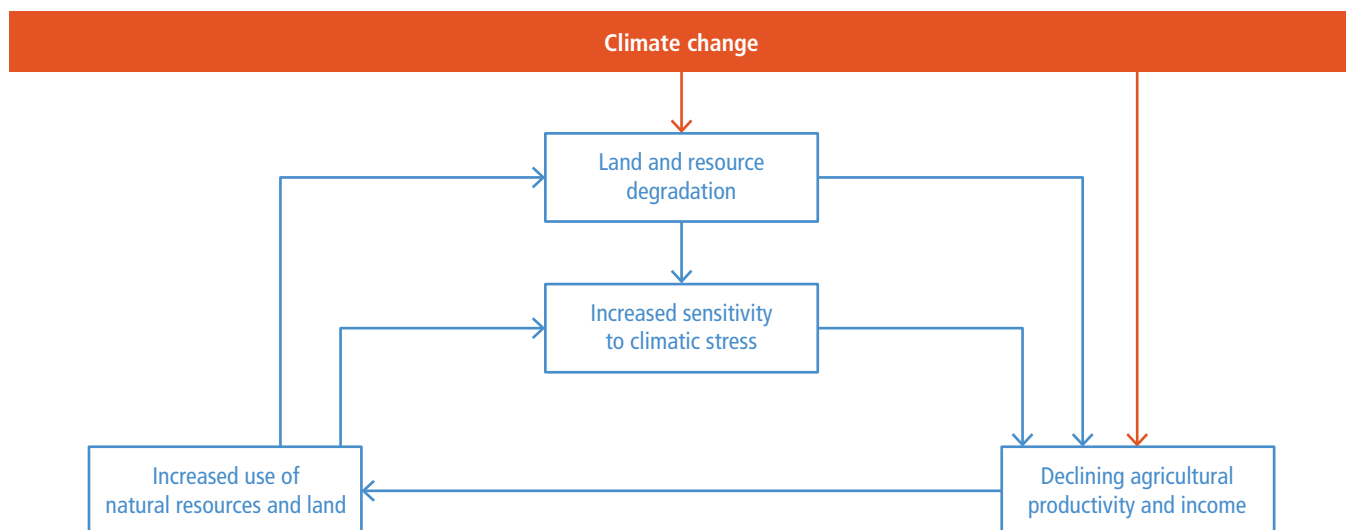 Climate change
Land and resource
degradation
Increased sensitivity
to climatic stress
Increased use of
natural resources and land
Declining agricultural
productivity and income